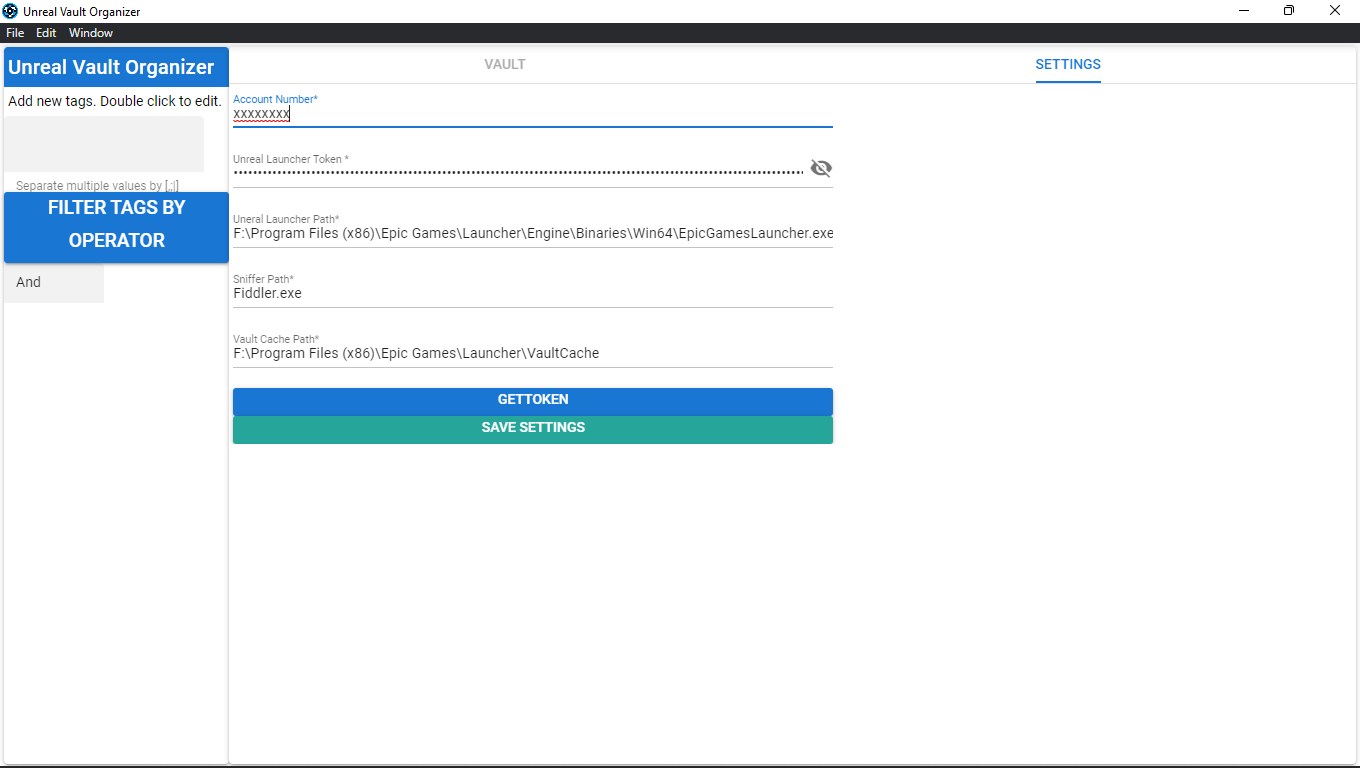 Unreal Vault Organizer
File Edit Window
Unreal Vault Organizer
Add new tags. Double click to edit.
Separate multiple values by [,;|]
FILTER TAGS BY
OPERATOR
And
VAULT
SETTINGS
Account Number*
xxxxxxxx
Unreal Launcher Token *
Uneral Launcher Path*
F:\Program Files (x86)\Epic Games\Launcher\Engine\Binaries\Win64\EpicGamesLauncher.exe
Sniffer Path*
Fiddler.exe
Vault Cache Path*
F:\Program Files (x86)\Epic Games\Launcher\VaultCache
GETTOKEN
SAVE SETTINGS